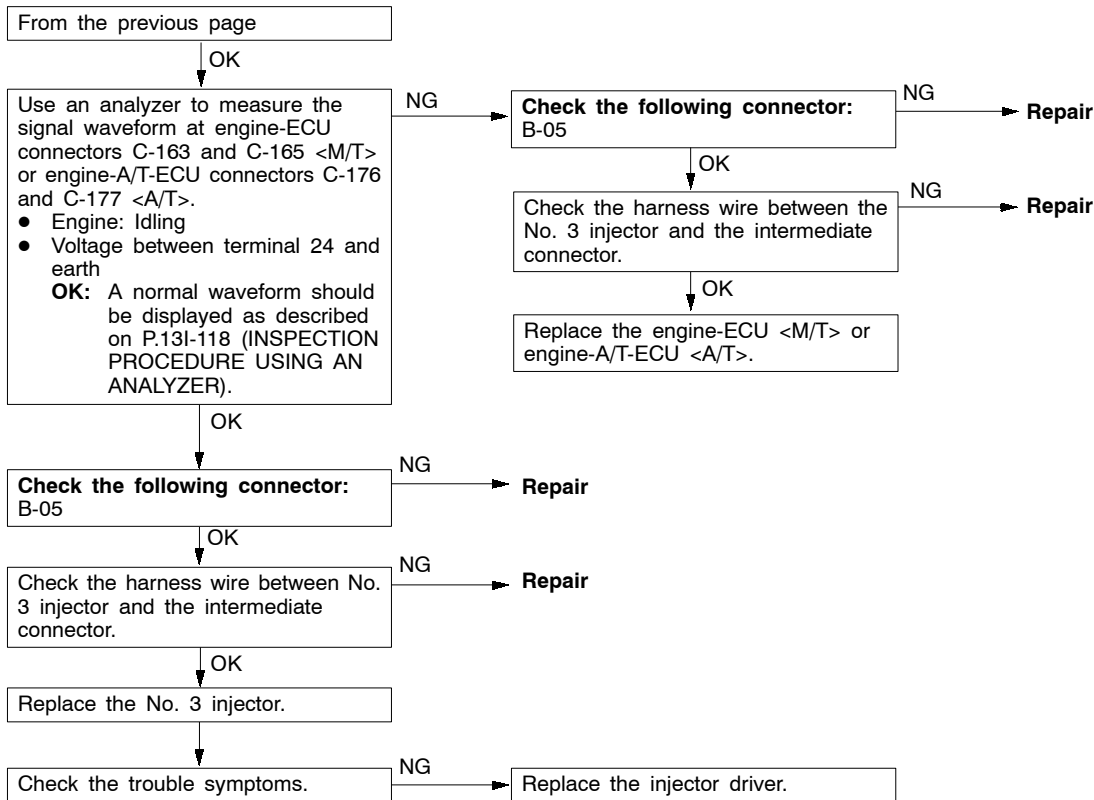 From the previous page
OK
Use an analyzer to measure the
signal waveform at engine-ECU
connectors C-163 and C-165 <M/T>
or engine-A/T-ECU connectors C-176
and C-177 <A/T>.
● Engine: Idling
● Voltage between terminal 24 and
earth
OK: A normal waveform should
be displayed as described
on P.13I-118 (INSPECTION
PROCEDURE USING AN
ANALYZER).
NG
Check the following connector:
B-05
NG
Repair
OK
Check the harness wire between the
No. 3 injector and the intermediate
connector.
NG
Repair
OK
Replace the engine-ECU <M/T> or
engine-A/T-ECU <A/T>.
OK
Check the following connector:
B-05
NG
Repair
OK
Check the harness wire between No.
3 injector and the intermediate
connector.
NG
Repair
OK
Replace the No. 3 injector.
Check the trouble symptoms.
NG
Replace the injector driver.